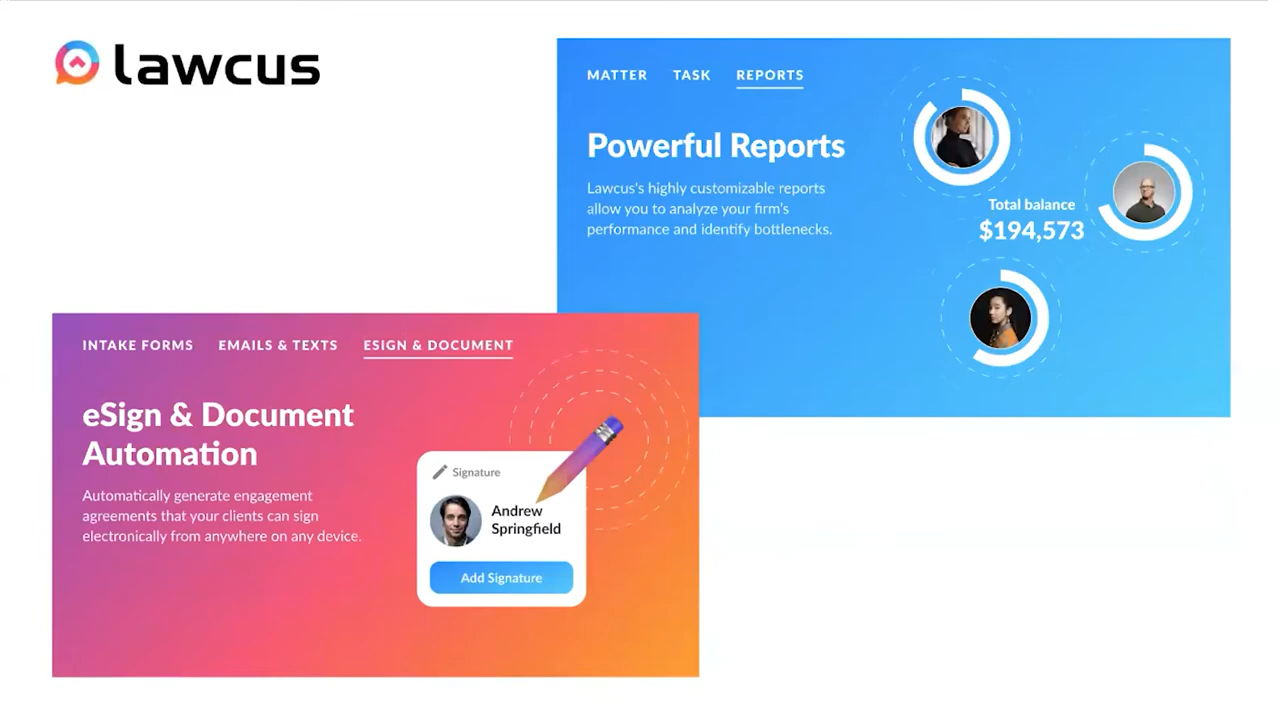 lawcus
MATTER TASK REPORTS
Powerful Reports
Lawcus's highly customizable reports
allow you to analyze your firm's
performance and identify bottlenecks.
Total balance
$194,573
INTAKE FORMS EMAILS & TEXTS ESIGN & DOCUMENT
eSign & Document
Automation
Automatically generate engagement
agreements that your clients can sign
electronically from anywhere on any device.
Signature
Andrew
Springfield
Add Signature